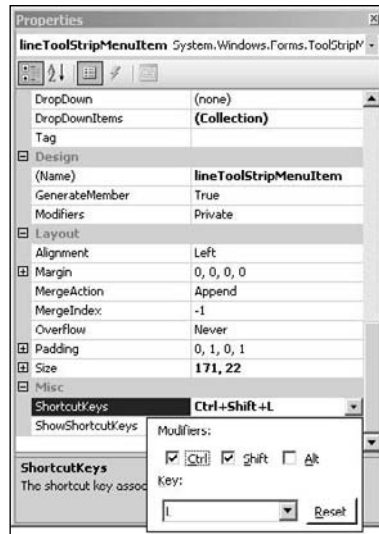 Properties
lineToolStripMenuItem System.Windows.Forms.ToolStripM
DropDown (none)
DropDownItems (Collection)
Tag
Design
(Name) lineToolStripMenuItem
GenerateMember True
Modifiers Private
Layout
Alignment Left
Margin 0, 0, 0, 0
MergeAction Append
MergeIndex -1
Overflow Never
Padding 0, 1, 0, 1
Size 171, 22
Misc
ShortcutKeys Ctrl+Shift+L
ShowShortcutKeys
Modifiers:
Ctrl Shift Alt
Key:
L Reset
ShortcutKeys
The shortcut key assoc